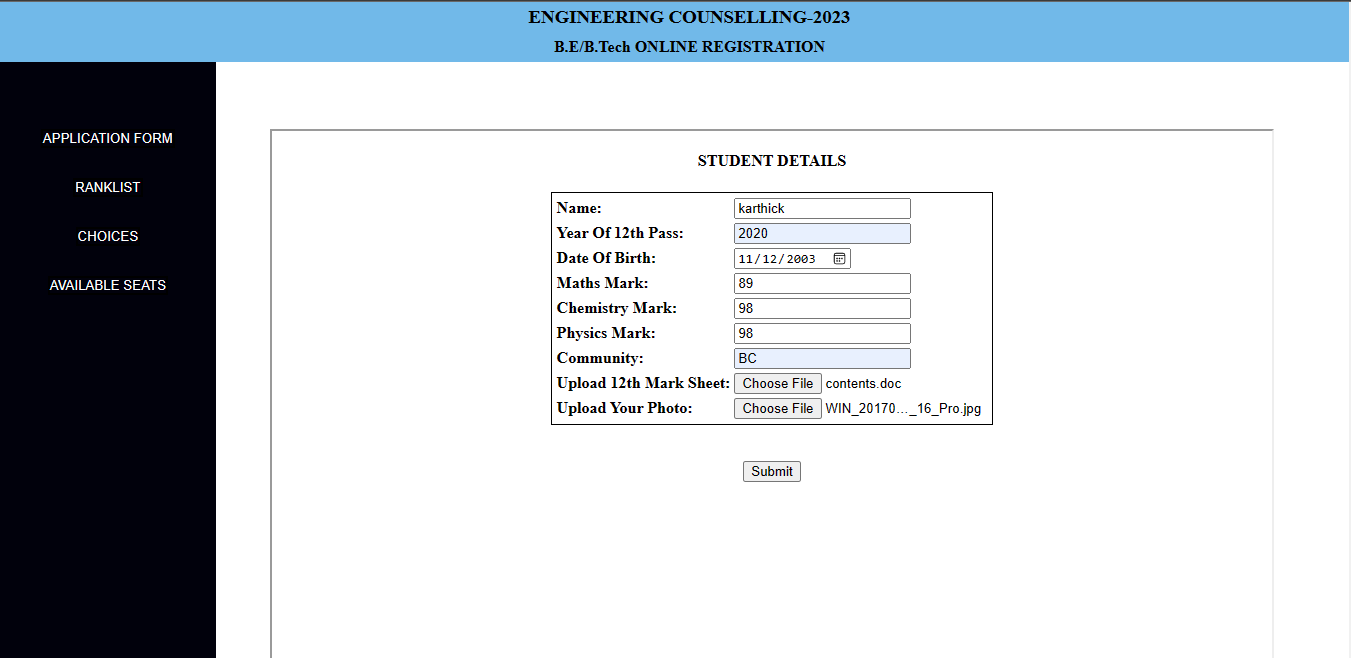 ENGINEERING COUNSELLING-2023
B.E/B.Tech ONLINE REGISTRATION
APPLICATION FORM
RANKLIST
CHOICES
AVAILABLE SEATS
STUDENT DETAILS
Name: karthick
Year Of 12th Pass: 2020
Date Of Birth: 11/12/2003
Maths Mark: 89
Chemistry Mark: 98
Physics Mark: 98
Community: BC
Upload 12th Mark Sheet: Choose File contents.doc
Upload Your Photo: Choose File WIN_20170..._16_Pro.jpg
Submit